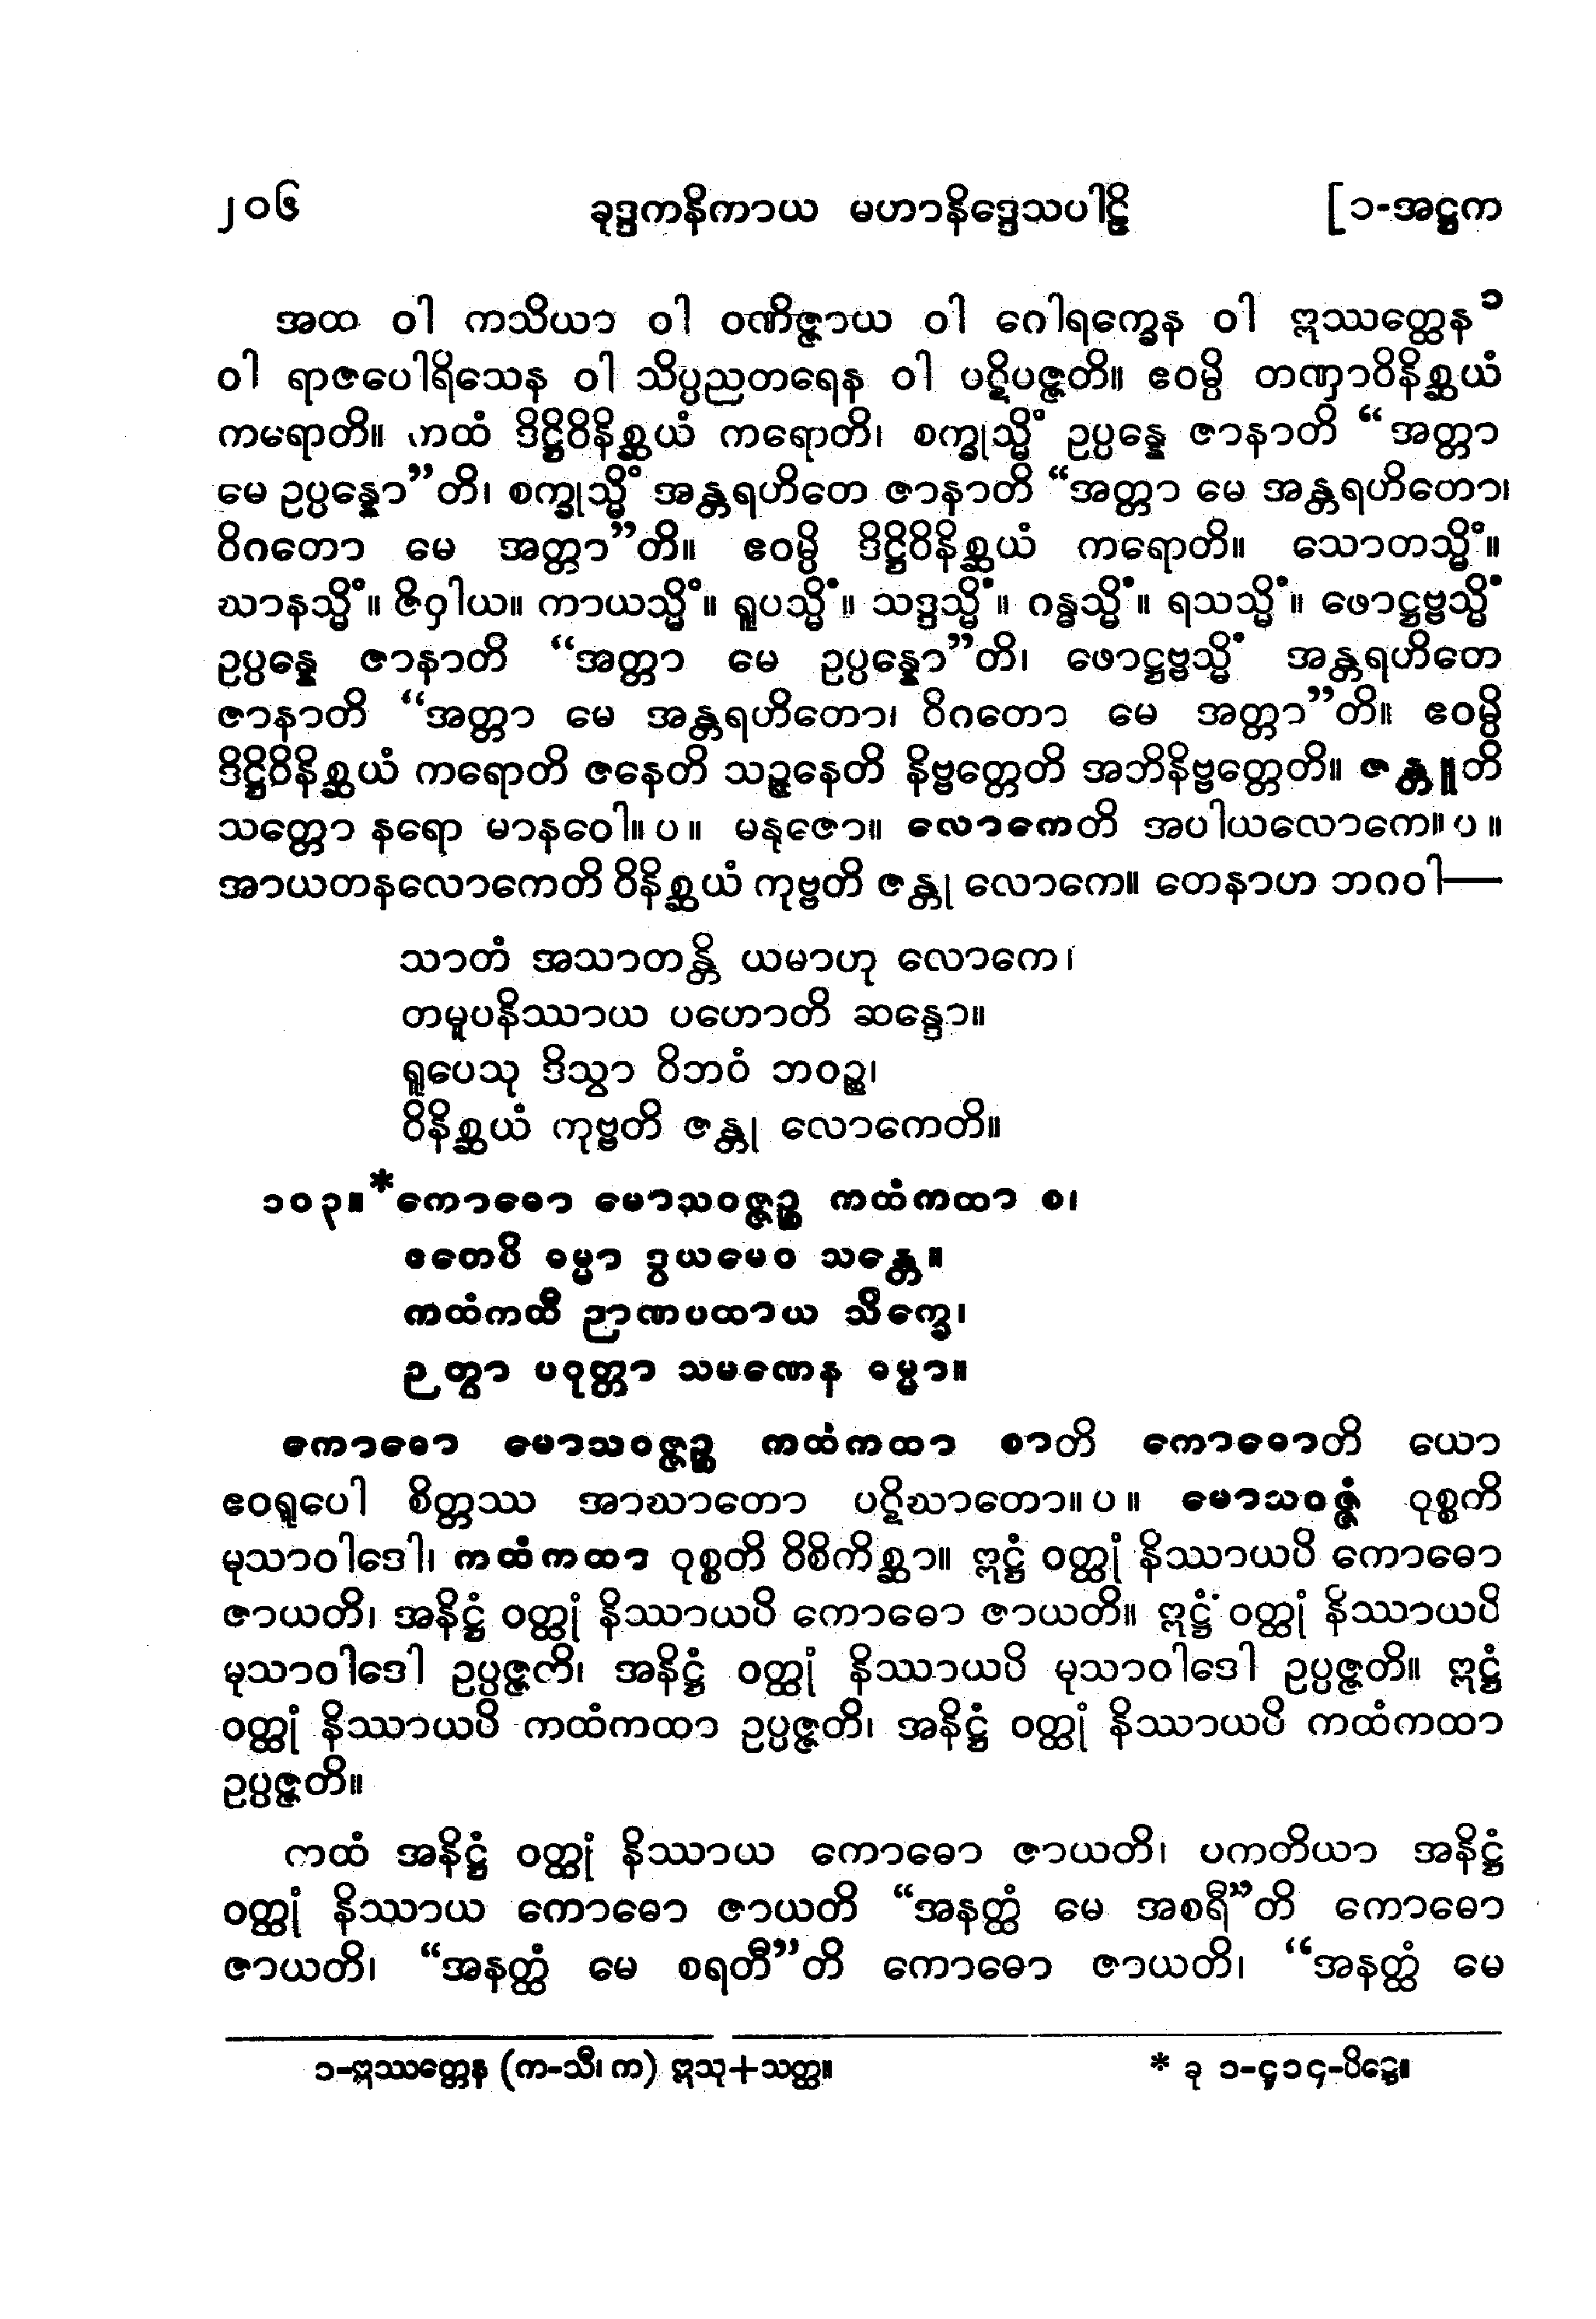 ၂၀၆ ခုဒ္ဒကနိကာယ မဟာနိဒ္ဒေသပါဠိ [၁-အဋ္ဌက
အထ ဝါ ကသိယာ ဝါ ဝဏိဇ္ဇာယ ဝါ ဂေါရက္ခေန ဝါ ဣဿတ္ထေန၁
ဝါ ရာဇပေါရိသေန ဝါ သိပ္ပညတရေန ဝါ ပဋိပဇ္ဇတိ။ ဧဝမ္ပိ တဏှာဝိနိစ္ဆယံ
ကရောတိ။ ကထံ ဒိဋ္ဌိဝိနိစ္ဆယံ ကရောတိ၊ စက္ခုသ္မိံ ဥပ္ပန္နေ ဇာနာတိ “အတ္တာ
မေ ဥပ္ပန္နော”တိ၊ စက္ခုသ္မိံ အန္တရဟိတေ ဇာနာတိ “အတ္တာ မေ အန္တရဟိတော၊
ဝိဂတော မေ အတ္တာ”တိ။ ဧဝမ္ပိ ဒိဋ္ဌိဝိနိစ္ဆယံ ကရောတိ။ သောတသ္မိံ။
ဃာနသ္မိံ။ ဇိဝှါယ။ ကာယသ္မိံ။ ရူပသ္မိံ။ သဒ္ဒသ္မိံ။ ဂန္ဓသ္မိံ။ ရသသ္မိံ။ ဖောဋ္ဌဗ္ဗသ္မိံ
ဥပ္ပန္နေ ဇာနာတိ “အတ္တာ မေ ဥပ္ပန္နော”တိ၊ ဖောဋ္ဌဗ္ဗသ္မိံ အန္တရဟိတေ
ဇာနာတိ “အတ္တာ မေ အန္တရဟိတော၊ ဝိဂတော မေ အတ္တာ”တိ။ ဧဝမ္ပိ
ဒိဋ္ဌိဝိနိစ္ဆယံ ကရောတိ ဇနေတိ သဉ္ဇနေတိ နိဗ္ဗတ္တေတိ အဘိနိဗ္ဗတ္တေတိ။ ဇန္တူတိ
သတ္တော နရော မာနဝေါ။ ပ။ မနုဇော။ လောကေတိ အပါယလောကေ။ ပ။
အာယတနလောကေတိ ဝိနိစ္ဆယံ ကုဗ္ဗတိ ဇန္တု လောကေ။ တေနာဟ ဘဂဝါ—
သာတံ အသာတန္တိ ယမာဟု လောကေ၊
တမူပနိဿာယ ပဟောတိ ဆန္ဒော။
ရူပေသု ဒိသွာ ဝိဘဝံ ဘဝဉ္စ၊
ဝိနိစ္ဆယံ ကုဗ္ဗတိ ဇန္တု လောကေတိ။
၁၀၃။*ကောဓော မောသဝဇ္ဇဉ္စ ကထံကထာ စ၊
ဧတေပိ ဓမ္မာ ဒွယမေဝ သန္တေ။
ကထံကထီ ဉာဏပထာယ သိက္ခေ၊
ဉတွာ ပဝုတ္တာ သမဏေန ဓမ္မာ။
ကောဓော မောသဝဇ္ဇဉ္စ ကထံကထာ စာတိ ကောဓောတိ ယော
ဧဝရူပေါ စိတ္တဿ အာဃာတော ပဋိဃာတော။ ပ။ မောသဝဇ္ဇံ ဝုစ္စတိ
မုသာဝါဒေါ၊ ကထံကထာ ဝုစ္စတိ ဝိစိကိစ္ဆာ။ ဣဋ္ဌံ ဝတ္ထုံ နိဿာယပိ ကောဓော
ဇာယတိ၊ အနိဋ္ဌံ ဝတ္ထုံ နိဿာယပိ ကောဓော ဇာယတိ။ ဣဋ္ဌံ ဝတ္ထုံ နိဿာယပိ
မုသာဝါဒေါ ဥပ္ပဇ္ဇတိ၊ အနိဋ္ဌံ ဝတ္ထုံ နိဿာယပိ မုသာဝါဒေါ ဥပ္ပဇ္ဇတိ။ ဣဋ္ဌံ
ဝတ္ထုံ နိဿာယပိ ကထံကထာ ဥပ္ပဇ္ဇတိ၊ အနိဋ္ဌံ ဝတ္ထုံ နိဿာယပိ ကထံကထာ
ဥပ္ပဇ္ဇတိ။
ကထံ အနိဋ္ဌံ ဝတ္ထုံ နိဿာယ ကောဓော ဇာယတိ၊ ပကတိယာ အနိဋ္ဌံ
ဝတ္ထုံ နိဿာယ ကောဓော ဇာယတိ “အနတ္ထံ မေ အစရီ”တိ ကောဓော
ဇာယတိ၊ “အနတ္ထံ မေ စရတီ”တိ ကောဓော ဇာယတိ၊ “အနတ္ထံ မေ
၁-ဣဿတ္တေန (က-သီ၊ က) ဣသု+သတ္ထ။ * ခု ၁-၄၁၄-ပိဋ္ဌေ။